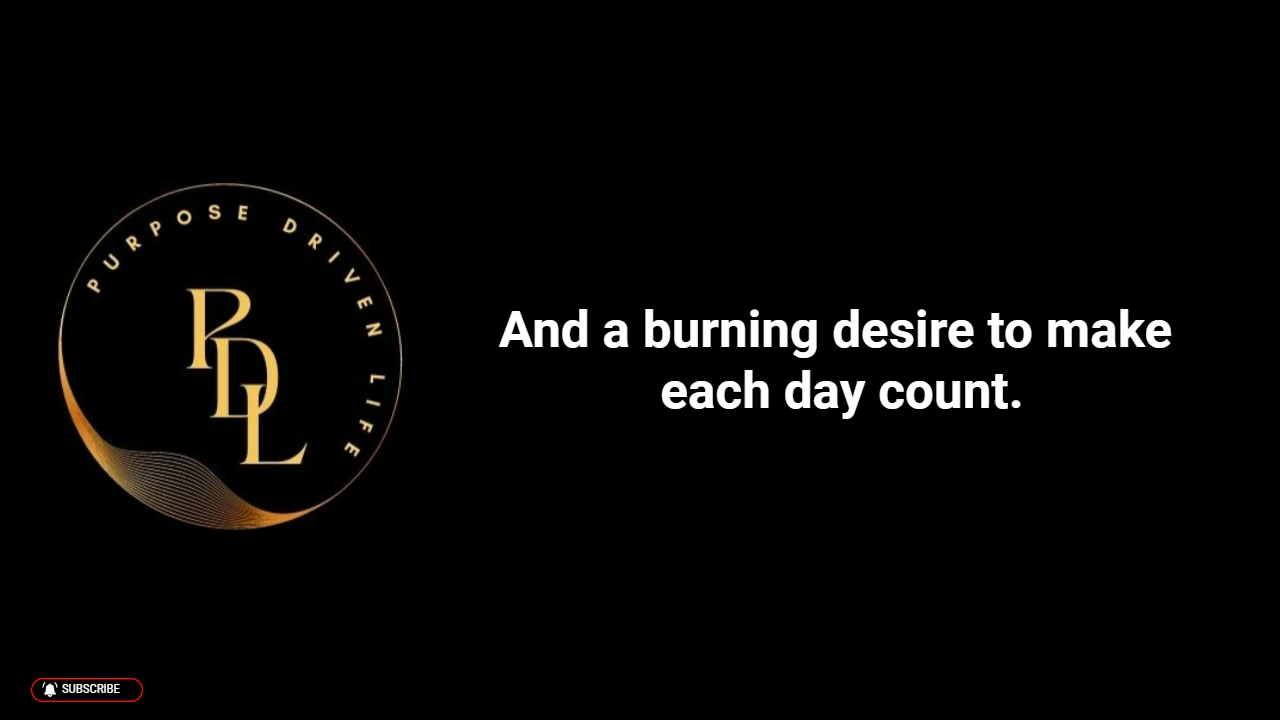 PURPOSE DRIVEN LIFE
PDL
And a burning desire to make
each day count.
SUBSCRIBE